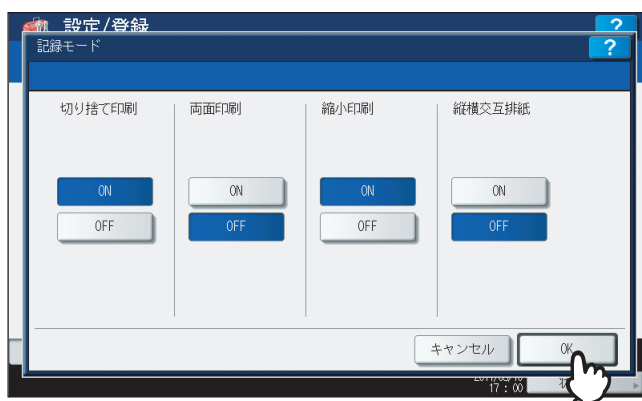 設定/登録
?
記録モード
?
切り捨て印刷 両面印刷 縮小印刷 縦横交互排紙
ON ON ON ON
OFF OFF OFF OFF
キャンセル OK
17:00